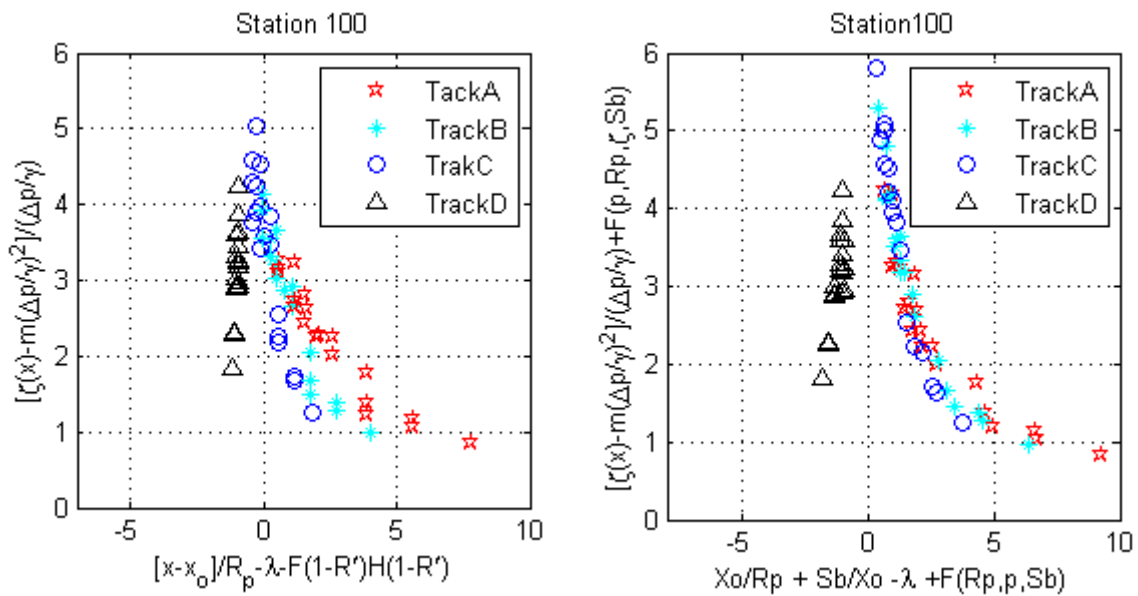 Station 100
6
5
4
3
2
1
0
-5
0
5
10
[ζ(x)-m(Δp/γ)²]/(Δp/γ)
[x-x₀]/Rₚ-λ-F(1-R')H(1-R')
TackA
TrackB
TrakC
TrackD
Station100
6
5
4
3
2
1
0
-5
0
5
10
[ζ(x)-m(Δp/γ)²]/(Δp/γ)+F(p,Rp,ζ,Sb)
Xo/Rp + Sb/Xo -λ +F(Rp,p,Sb)
TrackA
TrackB
TrackC
TrackD